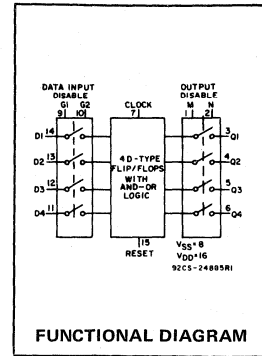 DATA INPUT DISABLE
G1 G2
9 10
CLOCK
7
OUTPUT DISABLE
M N
1 2
D1 14
3 Q1
D2 13
4 Q2
D3 12
5 Q3
D4 11
6 Q4
4 D-TYPE
FLIP/FLOPS
WITH
AND-OR
LOGIC
15
RESET
VSS=8
VDD=16
92CS-24805R1
FUNCTIONAL DIAGRAM